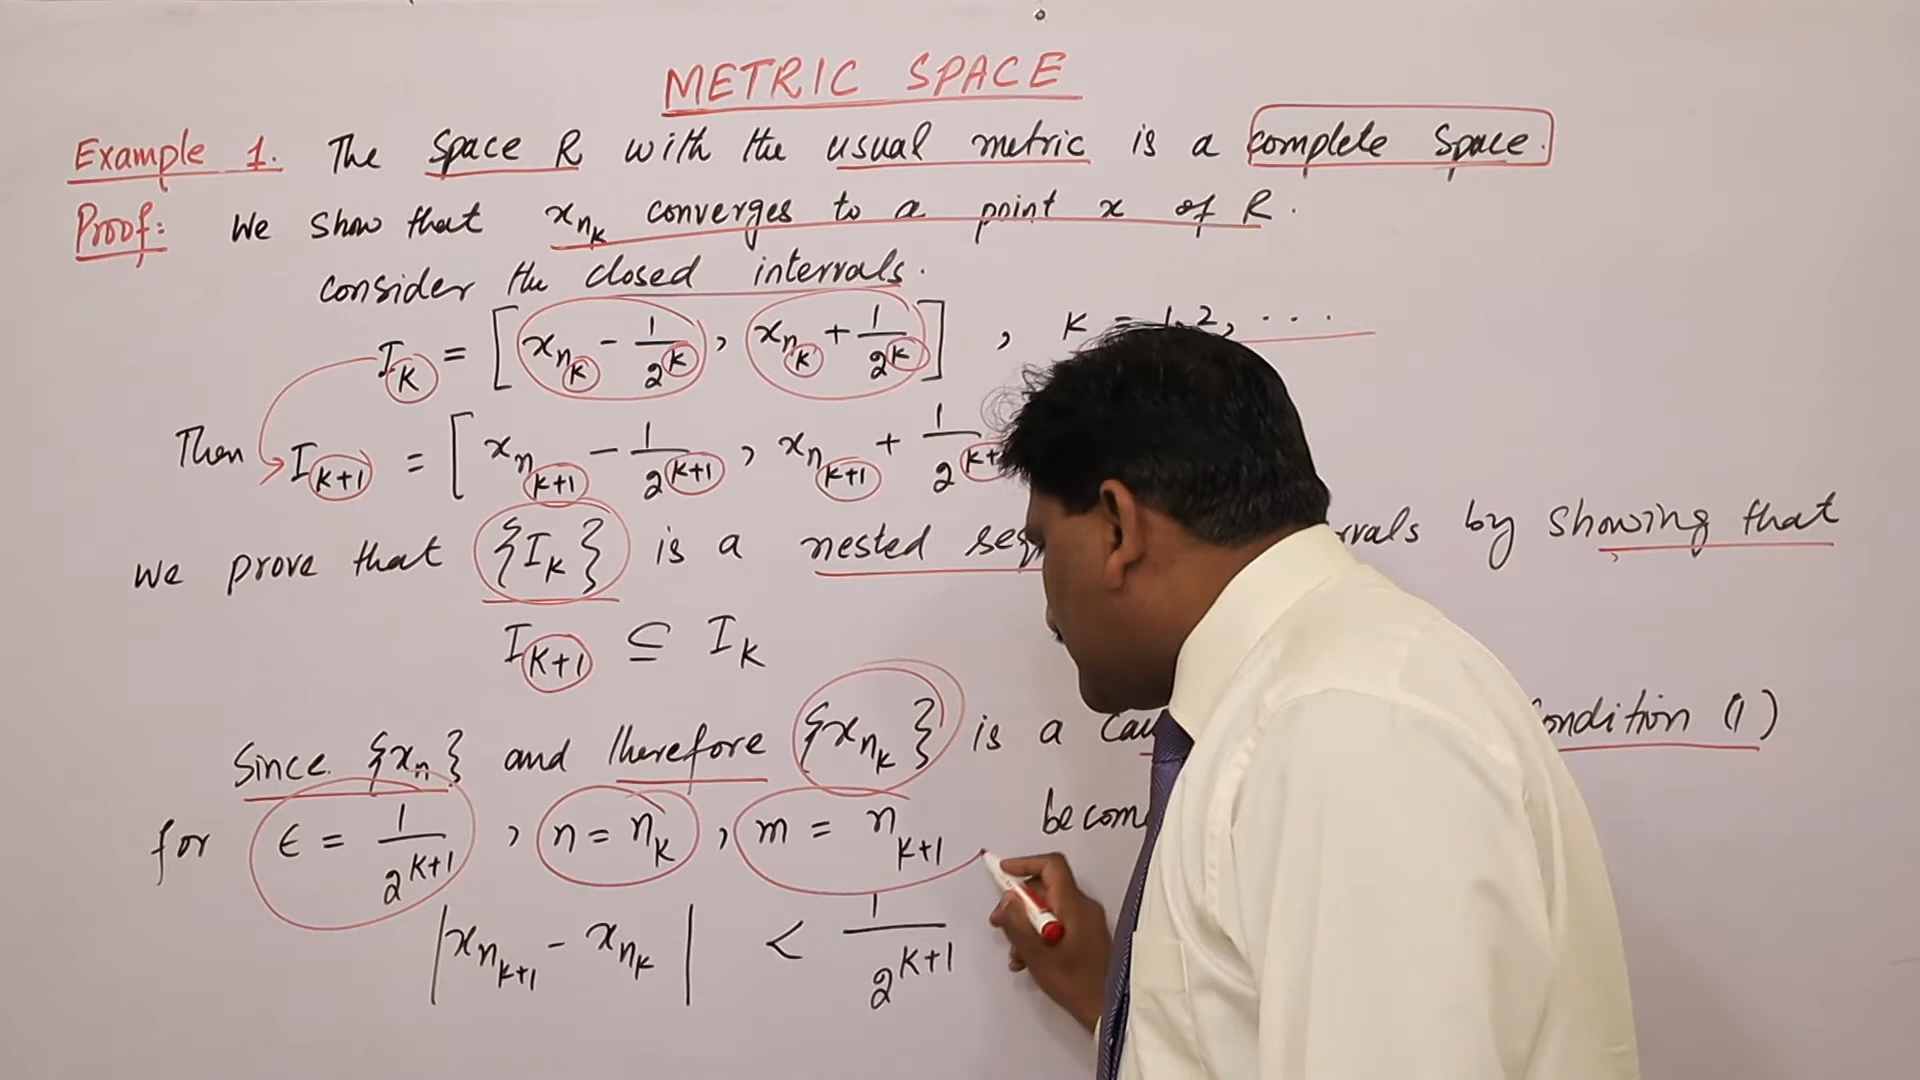 METRIC SPACE
Example 1. The Space R with the usual metric is a complete Space.
Proof: We show that x_{n_k} converges to a point x of R.
consider the closed intervals.
I_K = [x_{n_K} - 1/2^K, x_{n_K} + 1/2^K], K = 1, 2, ...
Then I_{K+1} = [x_{n_{K+1}} - 1/2^{K+1}, x_{n_{K+1}} + 1/2^{
we prove that {I_K} is a nested by showing that
I_{K+1} ⊆ I_K
Since {x_n} and therefore {x_{n_K}} is a condition (1)
for ϵ = 1/2^{K+1}, n = n_K, m = n_{K+1}
|x_{n_{K+1}} - x_{n_K}| < 1/2^{K+1}